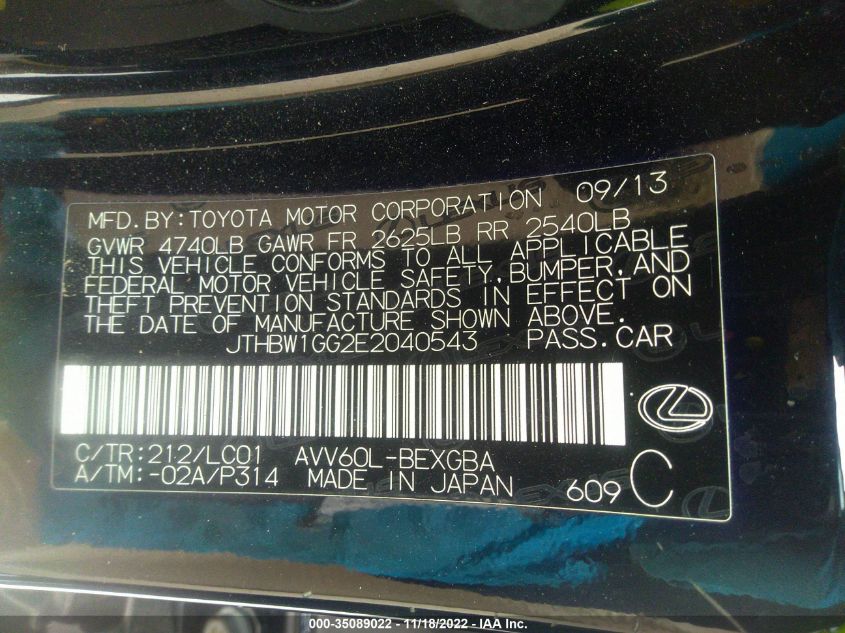 MFD.BY:TOYOTA MOTOR CORPORATION 09/13
GVWR 4740LB GAWR FR 2625LB RR 2540LB
THIS VEHICLE CONFORMS TO ALL APPLICABLE
FEDERAL MOTOR VEHICLE SAFETY,BUMPER,AND
THEFT PREVENTION STANDARDS IN EFFECT ON
THE DATE OF MANUFACTURE SHOWN ABOVE.
JTHBW1GG2E2040543 PASS.CAR
C/TR:212/LC01 AVV60L-BEXGBA
A/TM:-02A/P314 MADE IN JAPAN
609 C
000-35089022 - 11/18/2022 - IAA Inc.